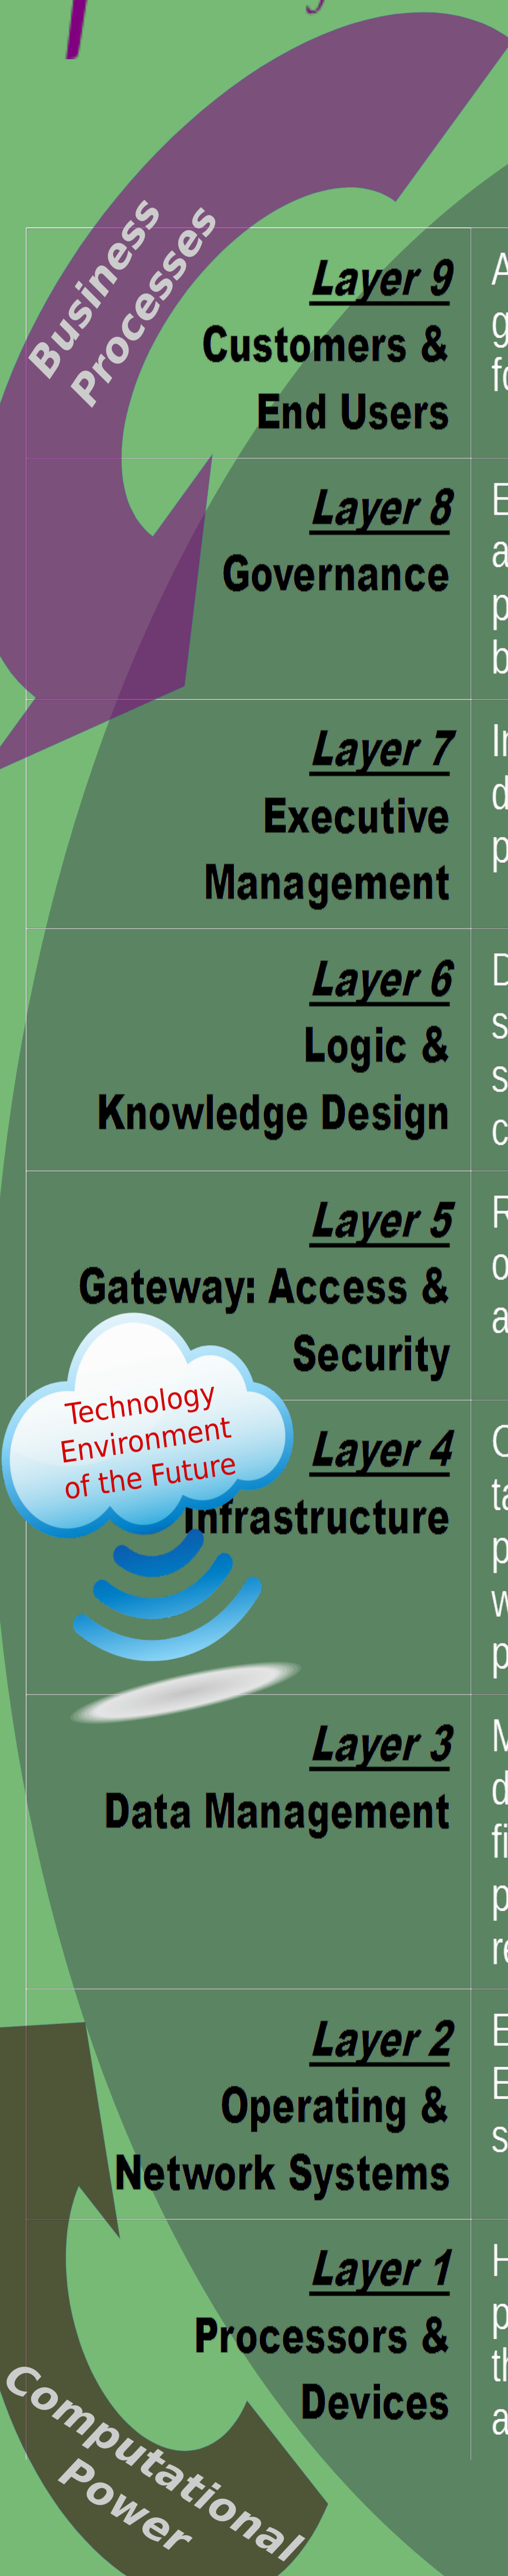 Business
Processes
Layer 9
Customers &
End Users
Layer 8
Governance
Layer 7
Executive
Management
Layer 6
Logic &
Knowledge Design
Layer 5
Gateway: Access &
Security
Technology
Environment
of the Future
Layer 4
Infrastructure
Layer 3
Data Management
Layer 2
Operating &
Network Systems
Layer 1
Processors &
Devices
Computational
Power